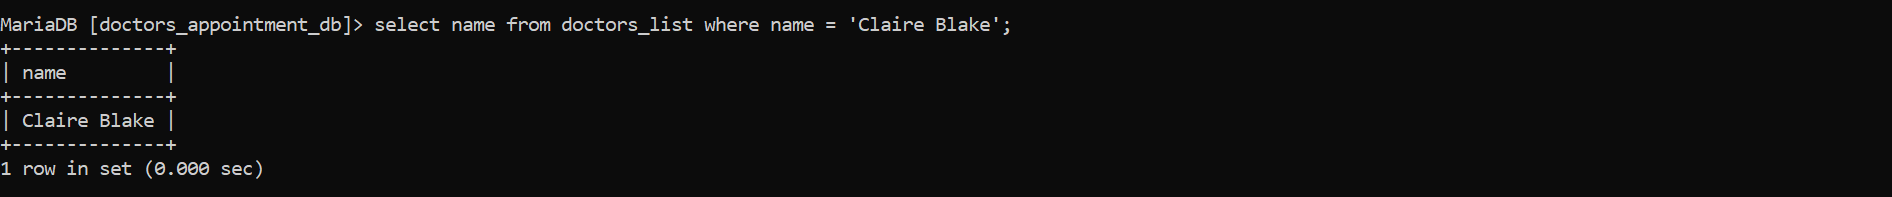 MariaDB [doctors_appointment_db]> select name from doctors_list where name = 'Claire Blake';
+--------------+
| name         |
+--------------+
| Claire Blake |
+--------------+
1 row in set (0.000 sec)